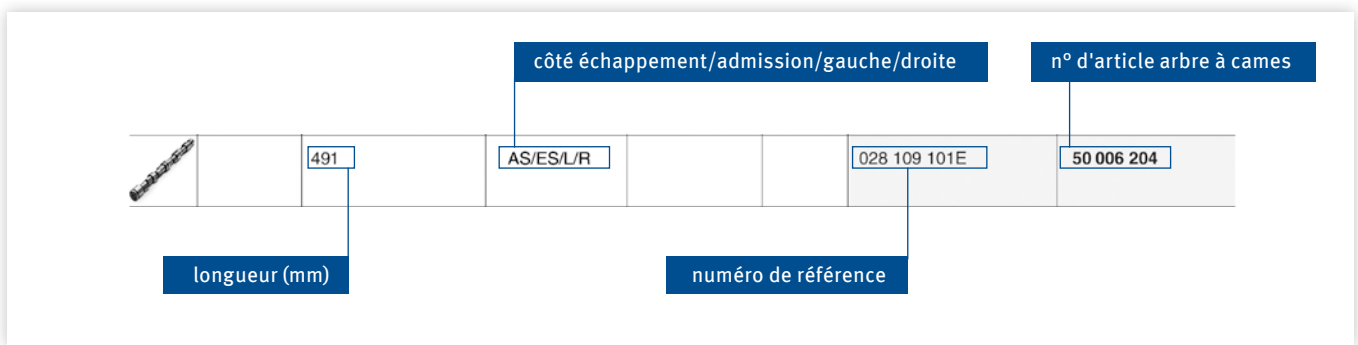 côté échappement/admission/gauche/droite
n° d'article arbre à cames
491
AS/ES/L/R
028 109 101E
50 006 204
longueur (mm)
numéro de référence